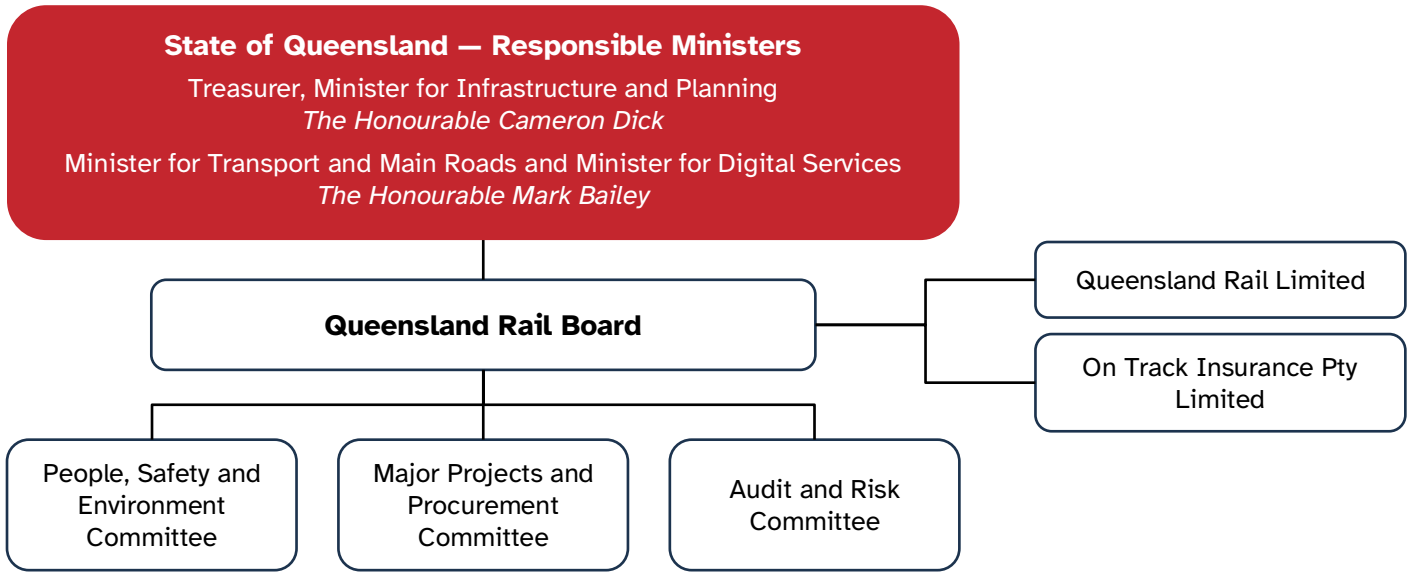 State of Queensland — Responsible Ministers
Treasurer, Minister for Infrastructure and Planning
The Honourable Cameron Dick
Minister for Transport and Main Roads and Minister for Digital Services
The Honourable Mark Bailey
Queensland Rail Board
Queensland Rail Limited
On Track Insurance Pty
Limited
People, Safety and
Environment
Committee
Major Projects and
Procurement
Committee
Audit and Risk
Committee